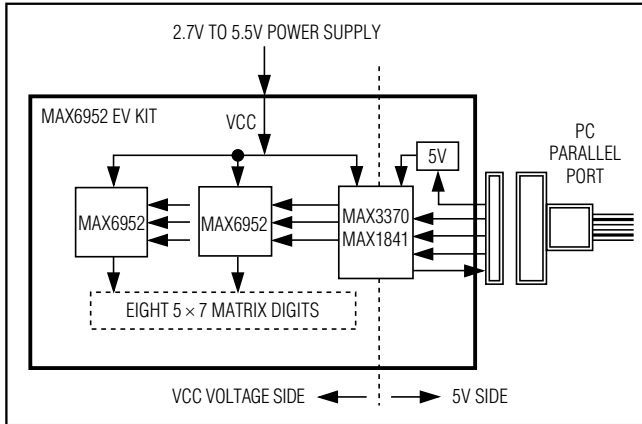 2.7V TO 5.5V POWER SUPPLY
MAX6952 EV KIT
VCC
5V
PC
PARALLEL
PORT
MAX6952
MAX6952
MAX3370
MAX1841
EIGHT 5 × 7 MATRIX DIGITS
VCC VOLTAGE SIDE
5V SIDE